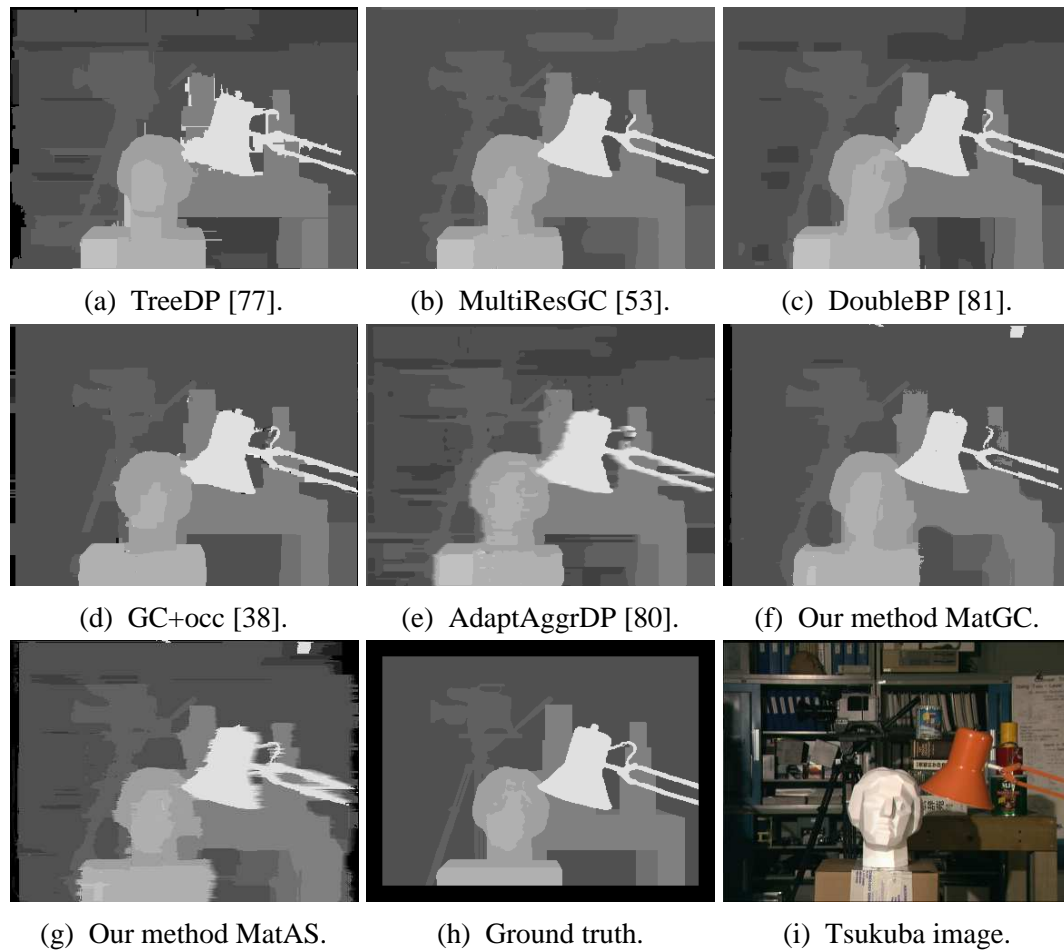 (a) TreeDP [77].
(b) MultiResGC [53].
(c) DoubleBP [81].
(d) GC+occ [38].
(e) AdaptAggrDP [80].
(f) Our method MatGC.
(g) Our method MatAS.
(h) Ground truth.
(i) Tsukuba image.